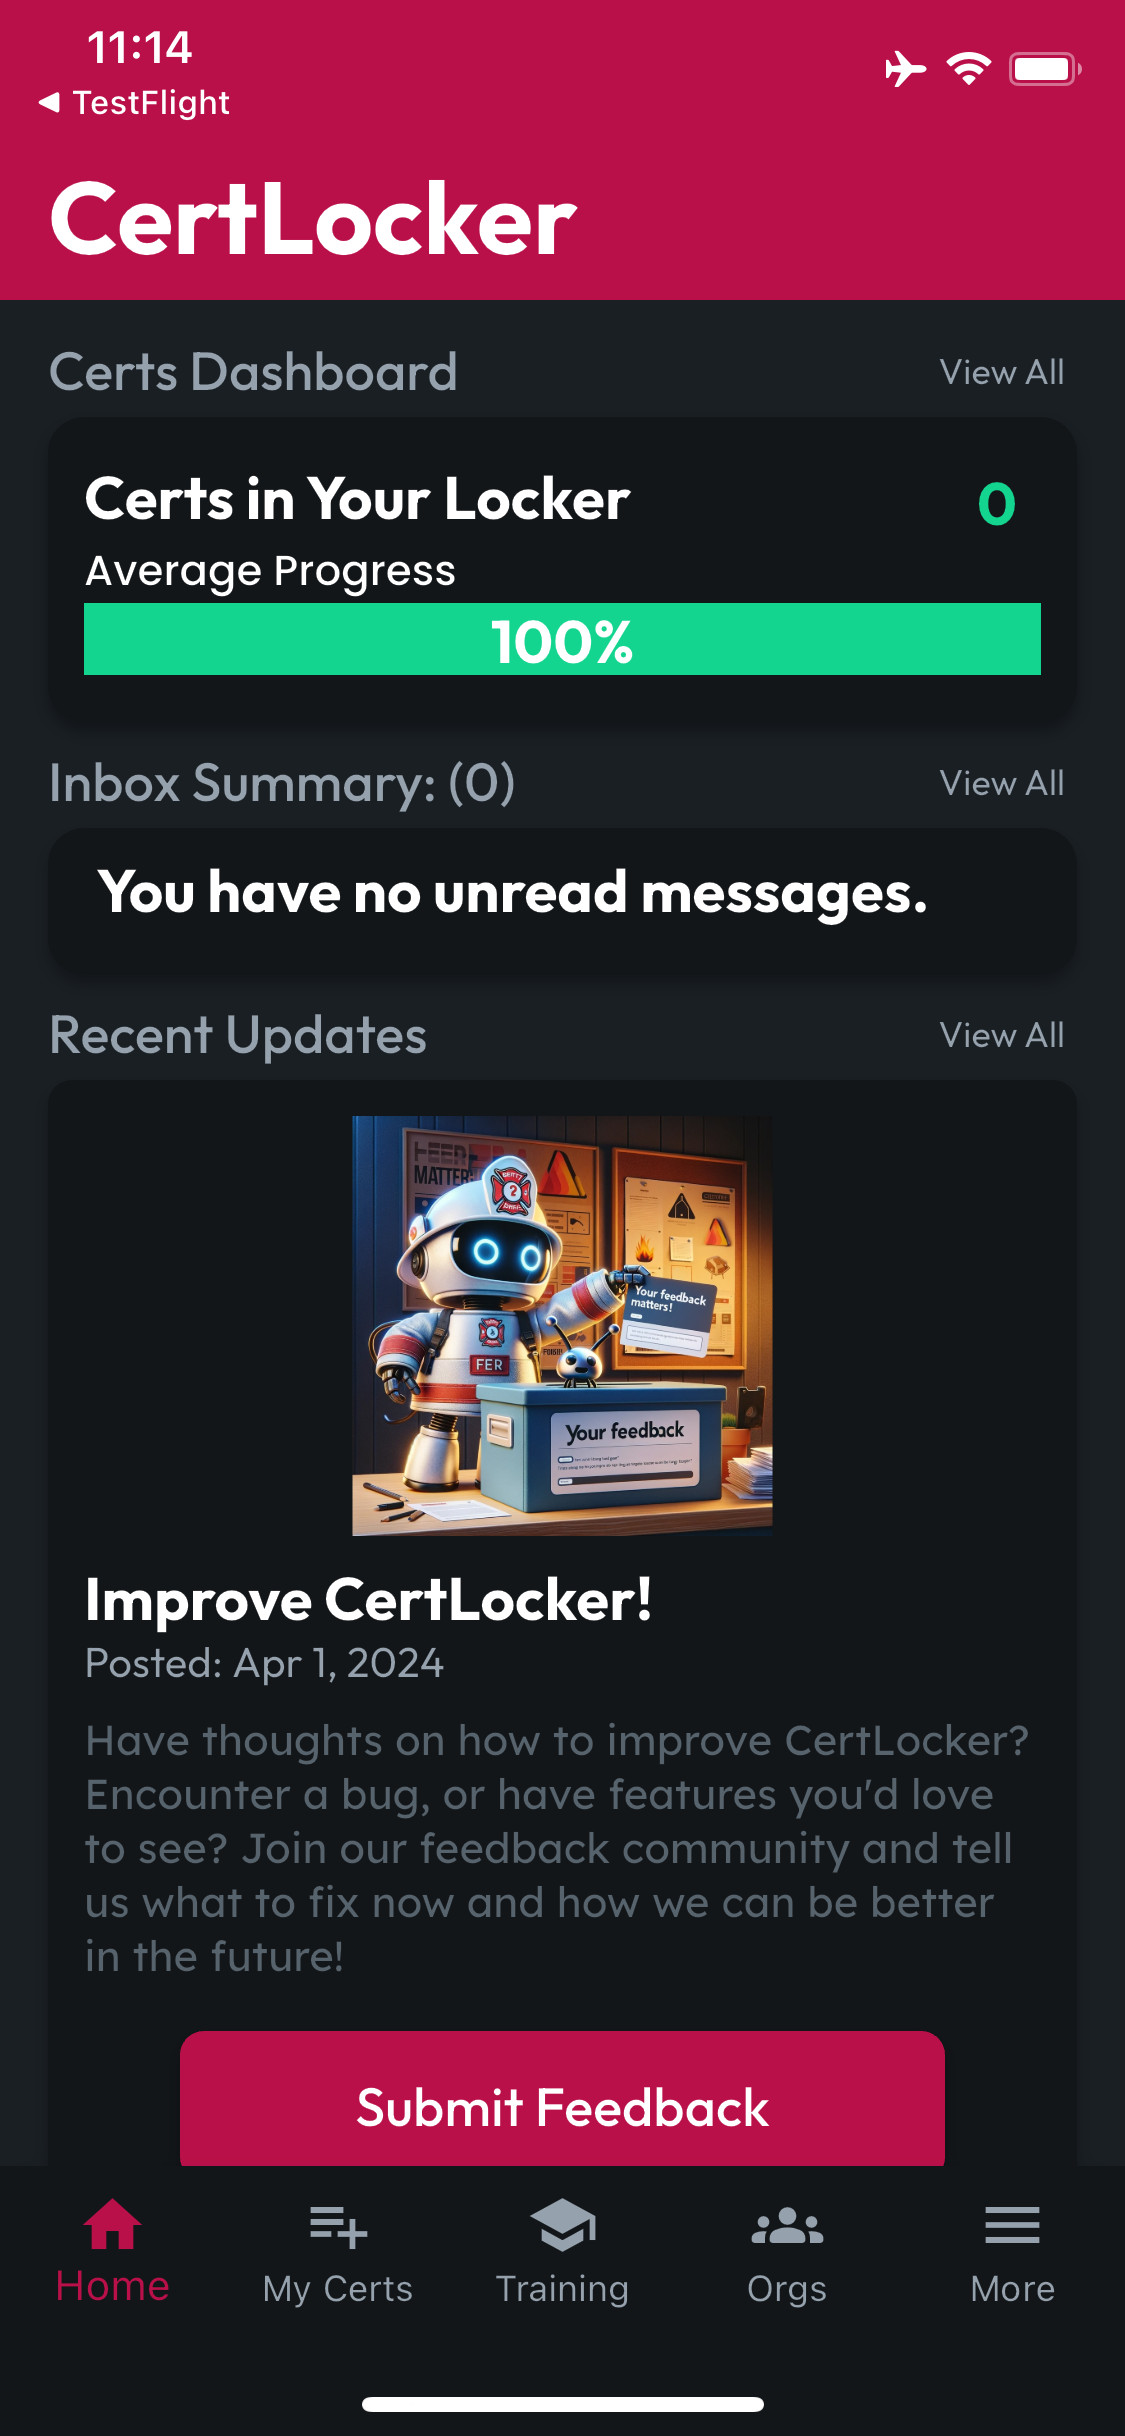 11:14
TestFlight
CertLocker
Certs Dashboard
View All
Certs in Your Locker
0
Average Progress
100%
Inbox Summary: (0)
View All
You have no unread messages.
Recent Updates
View All
MATTER
Your feedback
matters!
FER
Your feedback
Improve CertLocker!
Posted: Apr 1, 2024
Have thoughts on how to improve CertLocker?
Encounter a bug, or have features you'd love
to see? Join our feedback community and tell
us what to fix now and how we can be better
in the future!
Submit Feedback
Home
My Certs
Training
Orgs
More